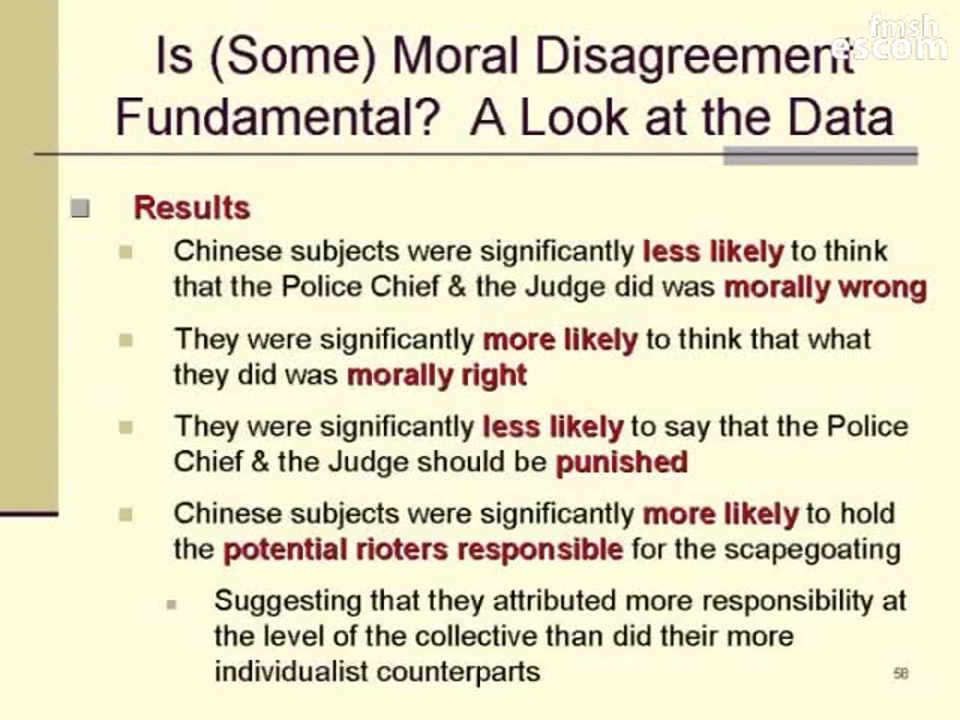 fmsh
escom
Is (Some) Moral Disagreement
Fundamental? A Look at the Data
Results
Chinese subjects were significantly less likely to think
that the Police Chief & the Judge did was morally wrong
They were significantly more likely to think that what
they did was morally right
They were significantly less likely to say that the Police
Chief & the Judge should be punished
Chinese subjects were significantly more likely to hold
the potential rioters responsible for the scapegoating
Suggesting that they attributed more responsibility at
the level of the collective than did their more
individualist counterparts
58